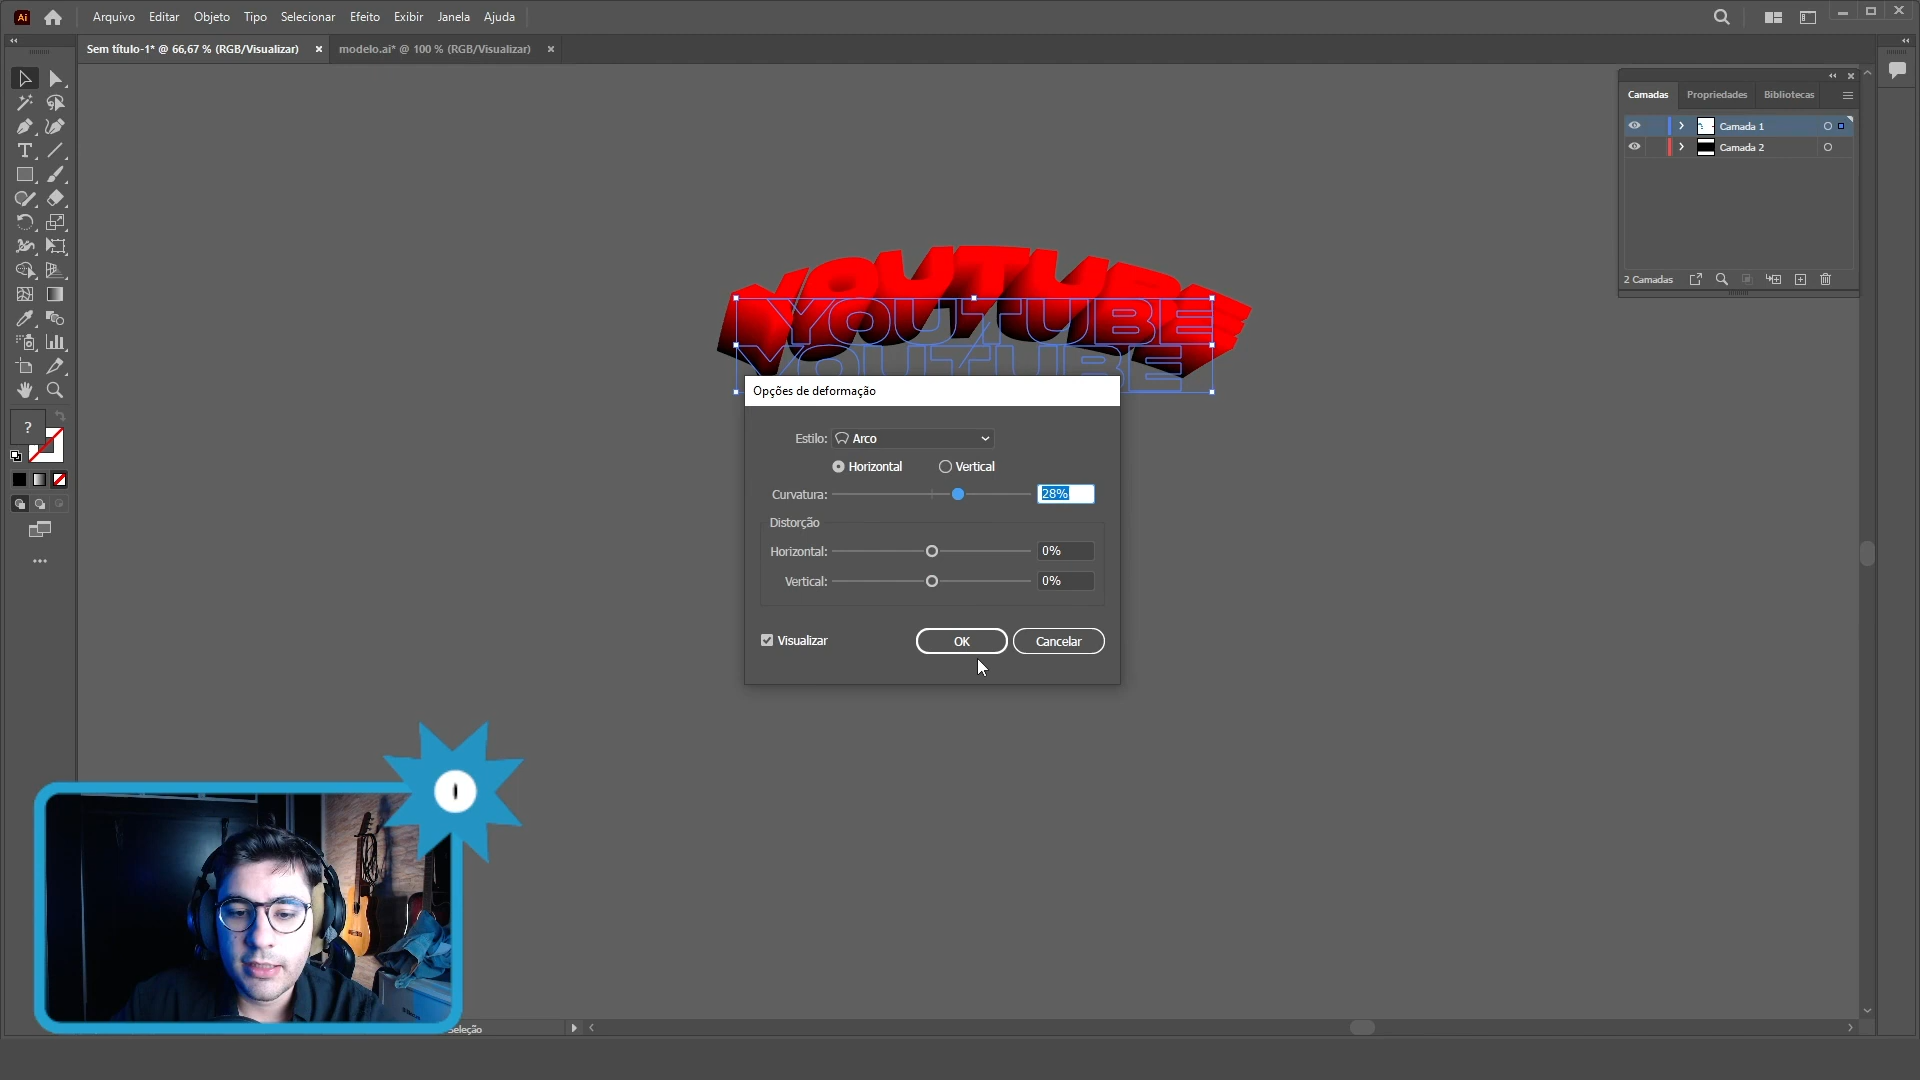 Ai
Arquivo Editar Objeto Tipo Selecionar Efeito Exibir Janela Ajuda
Sem título-1* @ 66,67 % (RGB/Visualizar)
modelo.ai* @ 100 % (RGB/Visualizar)
Camadas Propriedades Bibliotecas
Camada 1
Camada 2
2 Camadas
YOUTUBE
YOUTUBE
YOUTUBE
Opções de deformação
Estilo: Arco
Horizontal Vertical
Curvatura: 28%
Distorção
Horizontal: 0%
Vertical: 0%
Visualizar OK Cancelar
?
Seleção